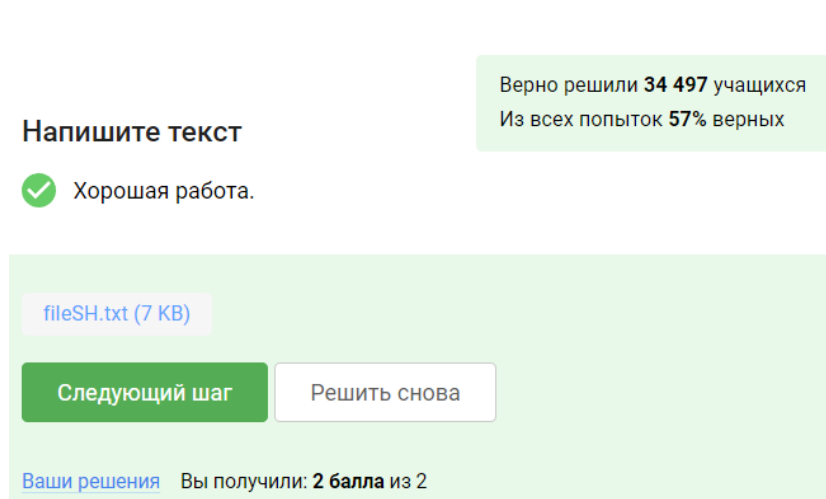 Верно решили 34 497 учащихся
Из всех попыток 57% верных
Напишите текст
Хорошая работа.
fileSH.txt (7 KB)
Следующий шаг
Решить снова
Ваши решения Вы получили: 2 балла из 2